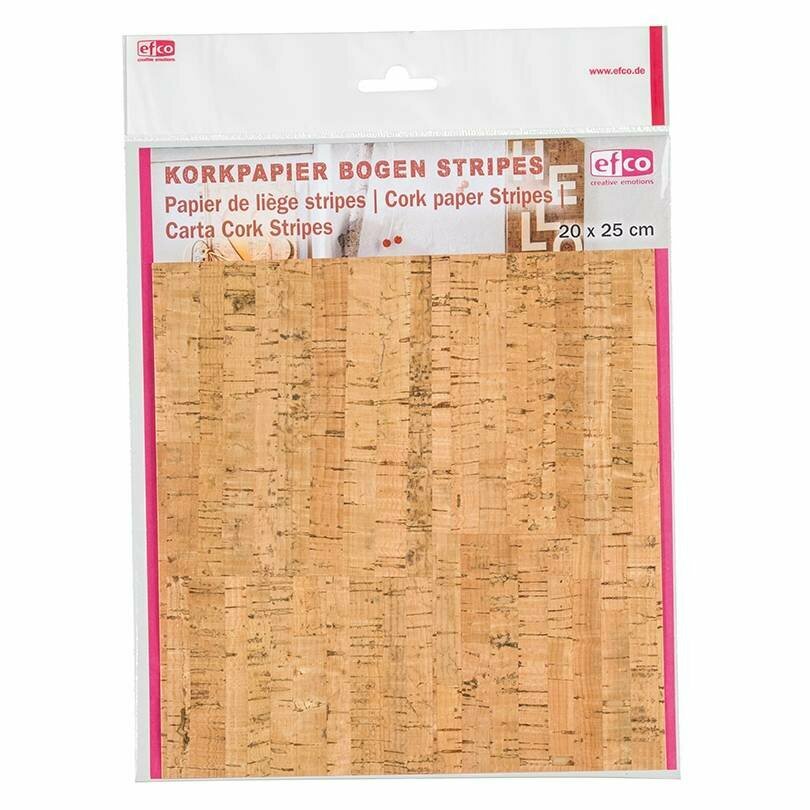 efco
creative emotions
www.efco.de
KORKPAPIER BOGEN STRIPES
efco
creative emotions
Papier de liège stripes | Cork paper Stripes
Carta Cork Stripes
20 x 25 cm
HELLO